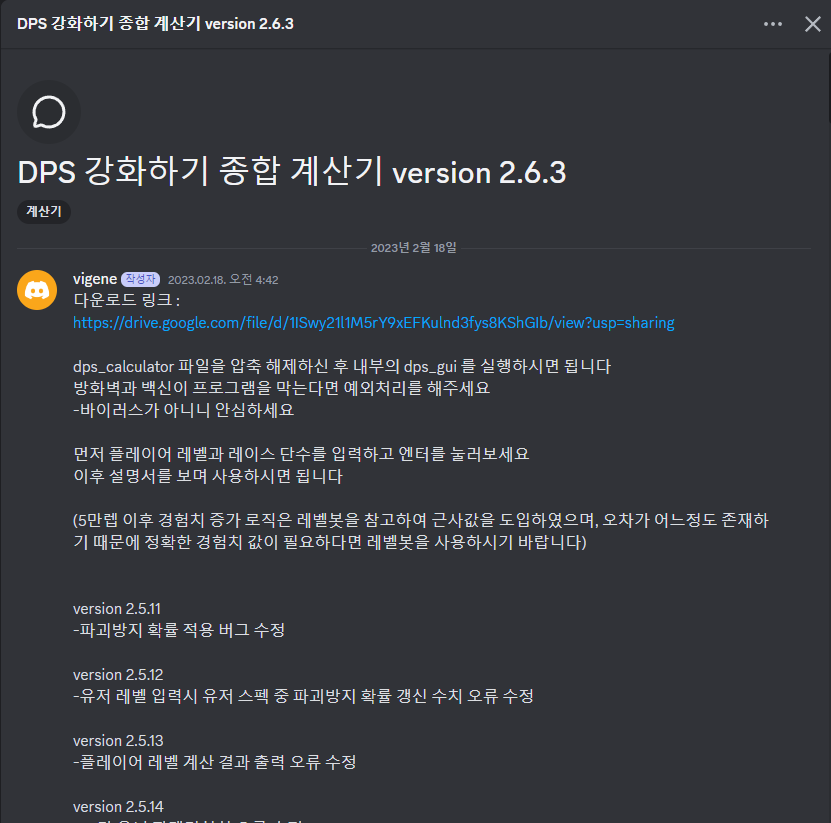 DPS 강화하기 종합 계산기 version 2.6.3
DPS 강화하기 종합 계산기 version 2.6.3
계산기
2023년 2월 18일
vigene 작성자 2023.02.18. 오전 4:42
다운로드 링크 :
https://drive.google.com/file/d/1ISwy21l1M5rY9xEFKulnd3fys8KShGIb/view?usp=sharing
dps_calculator 파일을 압축 해제하신 후 내부의 dps_gui 를 실행하시면 됩니다
방화벽과 백신이 프로그램을 막는다면 예외처리를 해주세요
-바이러스가 아니니 안심하세요
먼저 플레이어 레벨과 레이스 단수를 입력하고 엔터를 눌러보세요
이후 설명서를 보며 사용하시면 됩니다
(5만렙 이후 경험치 증가 로직은 레벨봇을 참고하여 근사값을 도입하였으며, 오차가 어느정도 존재하
기 때문에 정확한 경험치 값이 필요하다면 레벨봇을 사용하시기 바랍니다)
version 2.5.11
-파괴방지 확률 적용 버그 수정
version 2.5.12
-유저 레벨 입력시 유저 스펙 중 파괴방지 확률 갱신 수치 오류 수정
version 2.5.13
-플레이어 레벨 계산 결과 출력 오류 수정
version 2.5.14